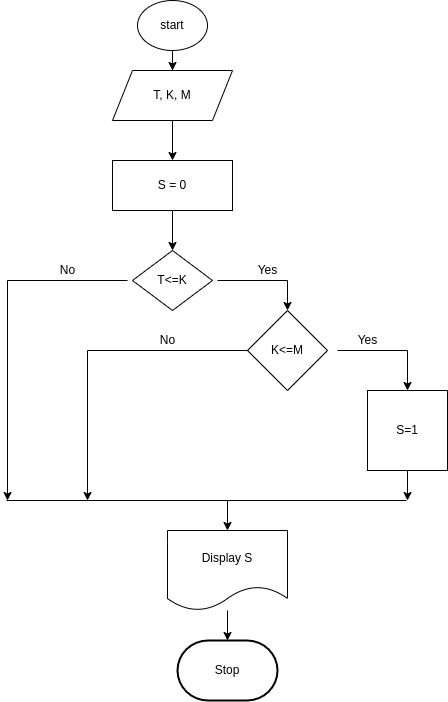 start
T, K, M
S = 0
T<=K
No
Yes
K<=M
No
Yes
S=1
Display S
Stop